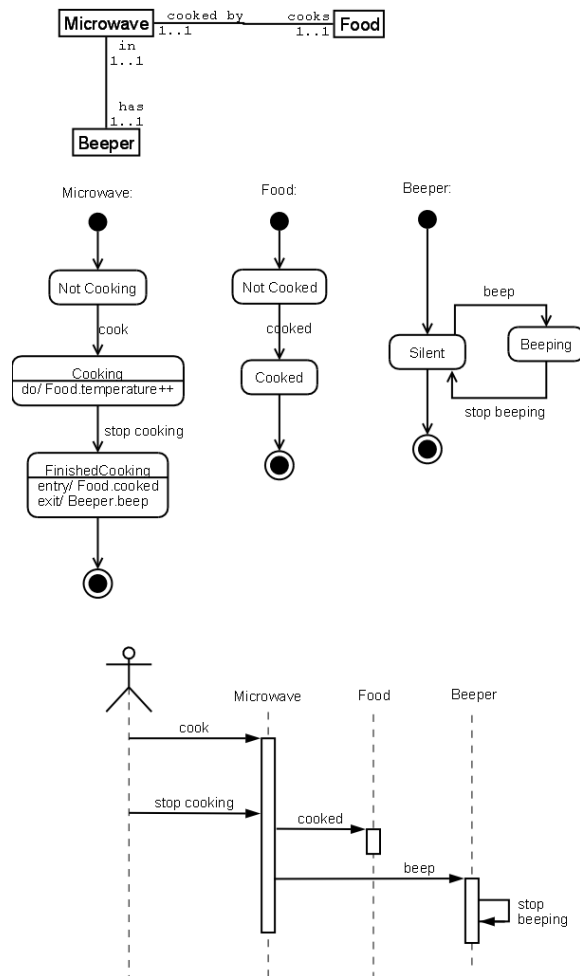 Microwave
cooked by
cooks
Food
1..1
1..1
in
1..1
has
1..1
Beeper
Microwave:
Food:
Beeper:
Not Cooking
cook
Cooking
do/ Food.temperature++
stop cooking
FinishedCooking
entry/ Food.cooked
exit/ Beeper.beep
Not Cooked
cooked
Cooked
beep
Silent
Beeping
stop beeping
Microwave
Food
Beeper
cook
stop cooking
cooked
beep
stop
beeping